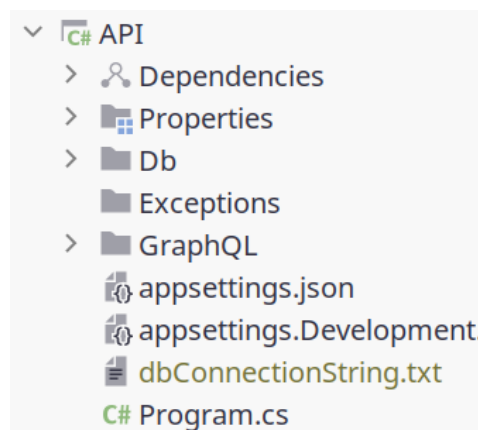 C# API
Dependencies
Properties
Db
Exceptions
GraphQL
{} appsettings.json
{} appsettings.Development.
dbConnectionString.txt
C# Program.cs